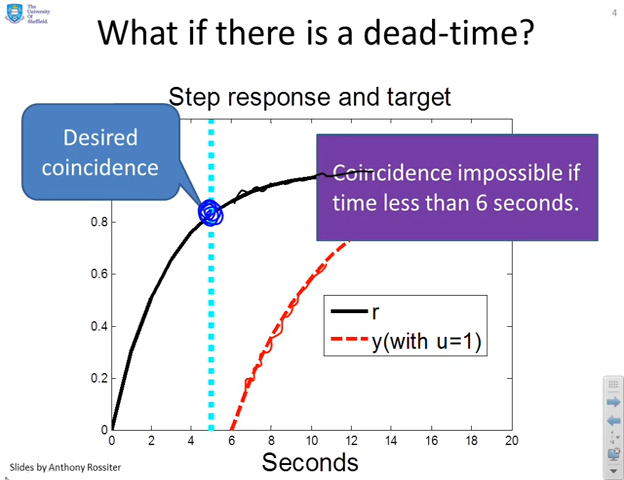 The
University
Of
Sheffield.
4
What if there is a dead-time?
Step response and target
Desired
coincidence
Coincidence impossible if
time less than 6 seconds.
0.8
0.6
0.4
0.2
0
r
y(with u=1)
0 2 4 6 8 10 12 14 16 18 20
Seconds
Slides by Anthony Rossiter